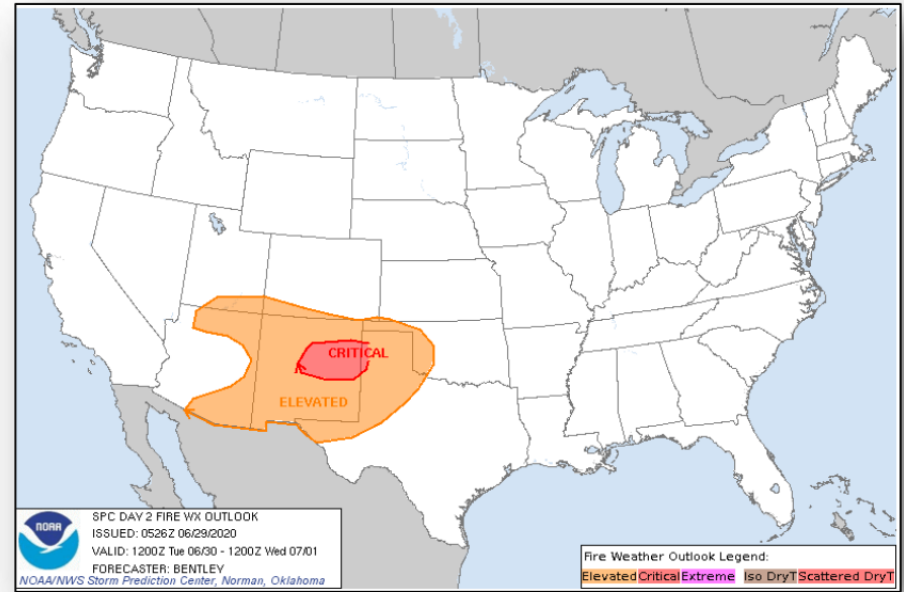 CRITICAL
ELEVATED
NOAA
SPC DAY 2 FIRE WX OUTLOOK
ISSUED: 0526Z 06/29/2020
VALID: 1200Z Tue 06/30 - 1200Z Wed 07/01
FORECASTER: BENTLEY
NOAA/NWS Storm Prediction Center, Norman, Oklahoma
Fire Weather Outlook Legend:
Elevated Critical Extreme Iso DryT Scattered DryT